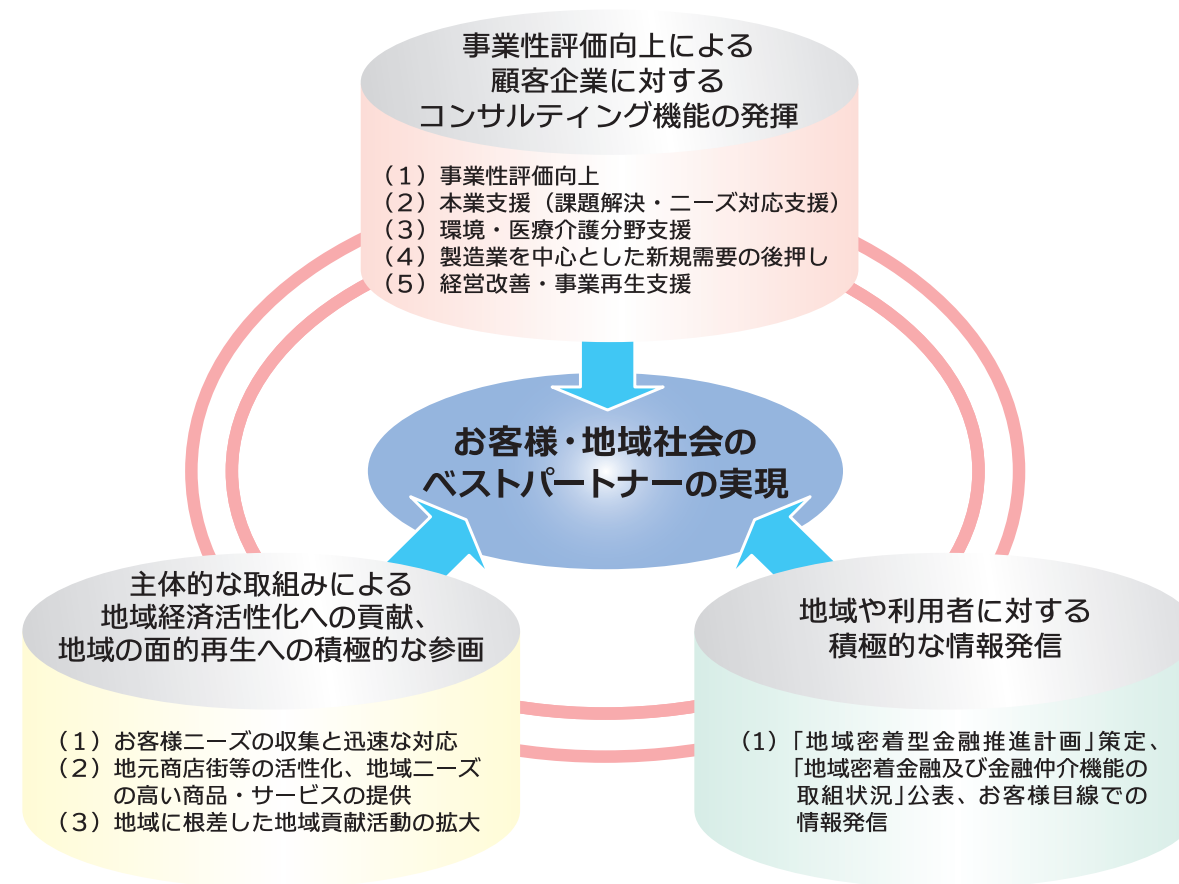 事業性評価向上による
顧客企業に対する
コンサルティング機能の発揮
（１）事業性評価向上
（２）本業支援（課題解決・ニーズ対応支援）
（３）環境・医療介護分野支援
（４）製造業を中心とした新規需要の後押し
（５）経営改善・事業再生支援
お客様・地域社会の
ベストパートナーの実現
主体的な取組みによる
地域経済活性化への貢献、
地域の面的再生への積極的な参画
（１）お客様ニーズの収集と迅速な対応
（２）地元商店街等の活性化、地域ニーズ
の高い商品・サービスの提供
（３）地域に根差した地域貢献活動の拡大
地域や利用者に対する
積極的な情報発信
（１）「地域密着型金融推進計画」策定、
「地域密着金融及び金融仲介機能の
取組状況」公表、お客様目線での
情報発信